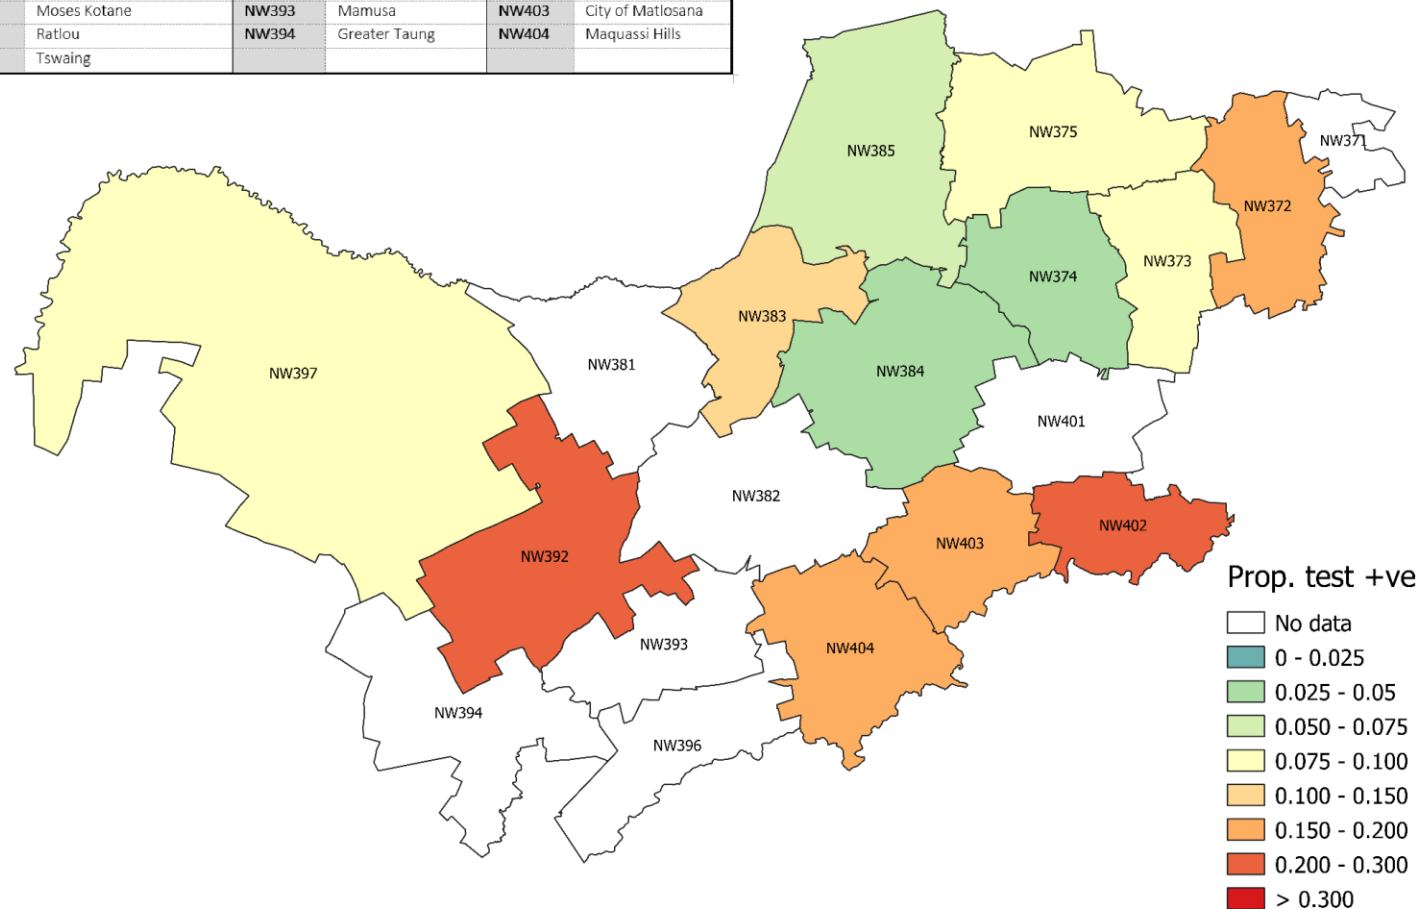 Moses Kotane NW393 Mamusa NW403 City of Matlosana
Ratlou NW394 Greater Taung NW404 Maquassi Hills
Tswaing
NW375
NW371
NW385
NW372
NW373
NW374
NW383
NW381
NW384
NW397
NW401
NW382
NW402
NW403
NW392
NW393
NW404
NW394
NW396
Prop. test +ve
No data
0 - 0.025
0.025 - 0.05
0.050 - 0.075
0.075 - 0.100
0.100 - 0.150
0.150 - 0.200
0.200 - 0.300
> 0.300